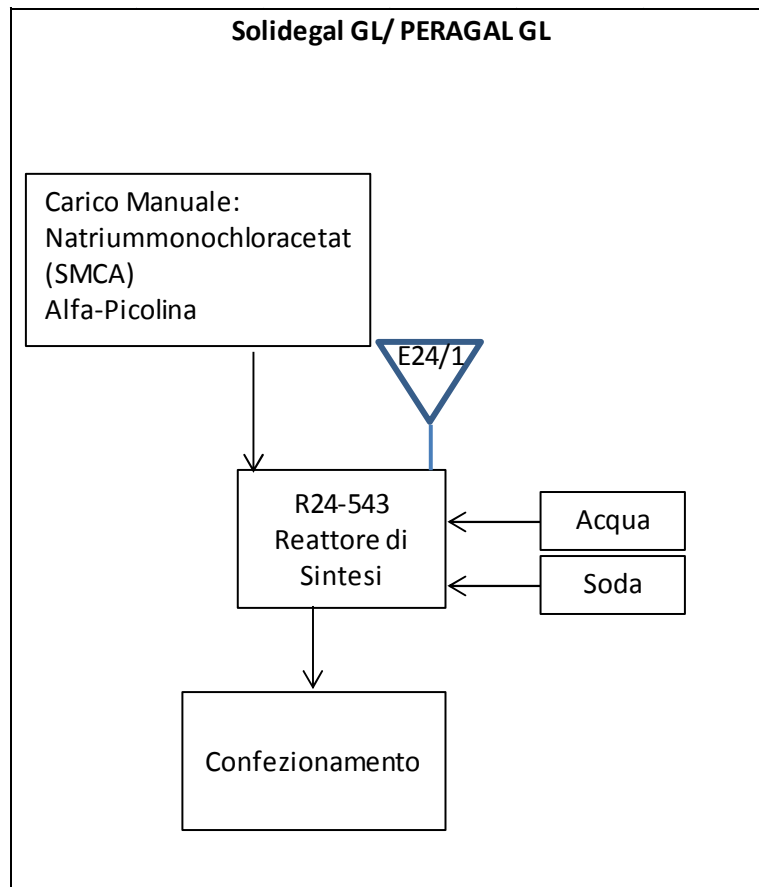 Solidegal GL/ PERAGAL GL
Carico Manuale:
Natriummonochloracetat
(SMCA)
Alfa-Picolina
E24/1
R24-543
Reattore di
Sintesi
Acqua
Soda
Confezionamento